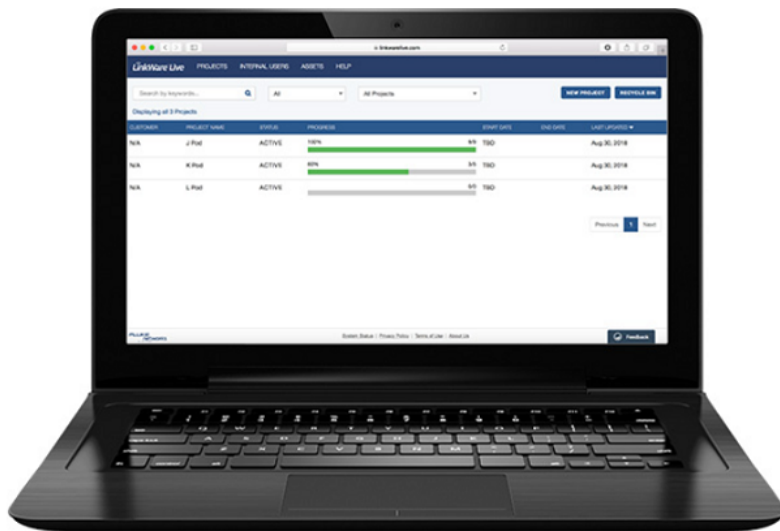 linkwarelive.com
LinkWare Live PROJECTS INTERNAL USERS ASSETS HELP
Search by keywords... All All Projects NEW PROJECT RECYCLE BIN
Displaying all 3 Projects
CUSTOMER PROJECT NAME STATUS PROGRESS START DATE END DATE LAST UPDATED
N/A J Pod ACTIVE 100% TBD Aug 30, 2018
N/A K Pod ACTIVE 60% 3/5 TBD Aug 30, 2018
N/A L Pod ACTIVE TBD Aug 30, 2018
Previous 1 Next
FLUKE networks System Status | Privacy Policy | Terms of Use | About Us Feedback